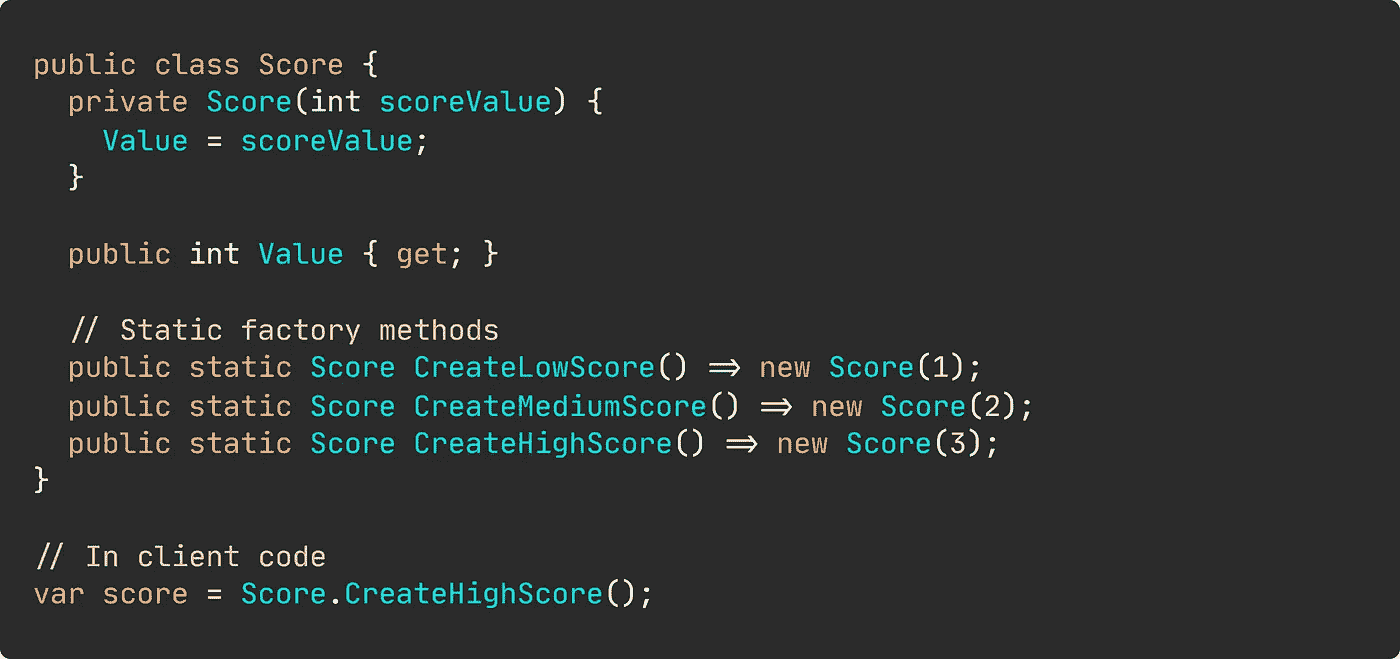 public class Score {
  private Score(int scoreValue) {
    Value = scoreValue;
  }

  public int Value { get; }

  // Static factory methods
  public static Score CreateLowScore() => new Score(1);
  public static Score CreateMediumScore() => new Score(2);
  public static Score CreateHighScore() => new Score(3);
}

// In client code
var score = Score.CreateHighScore();